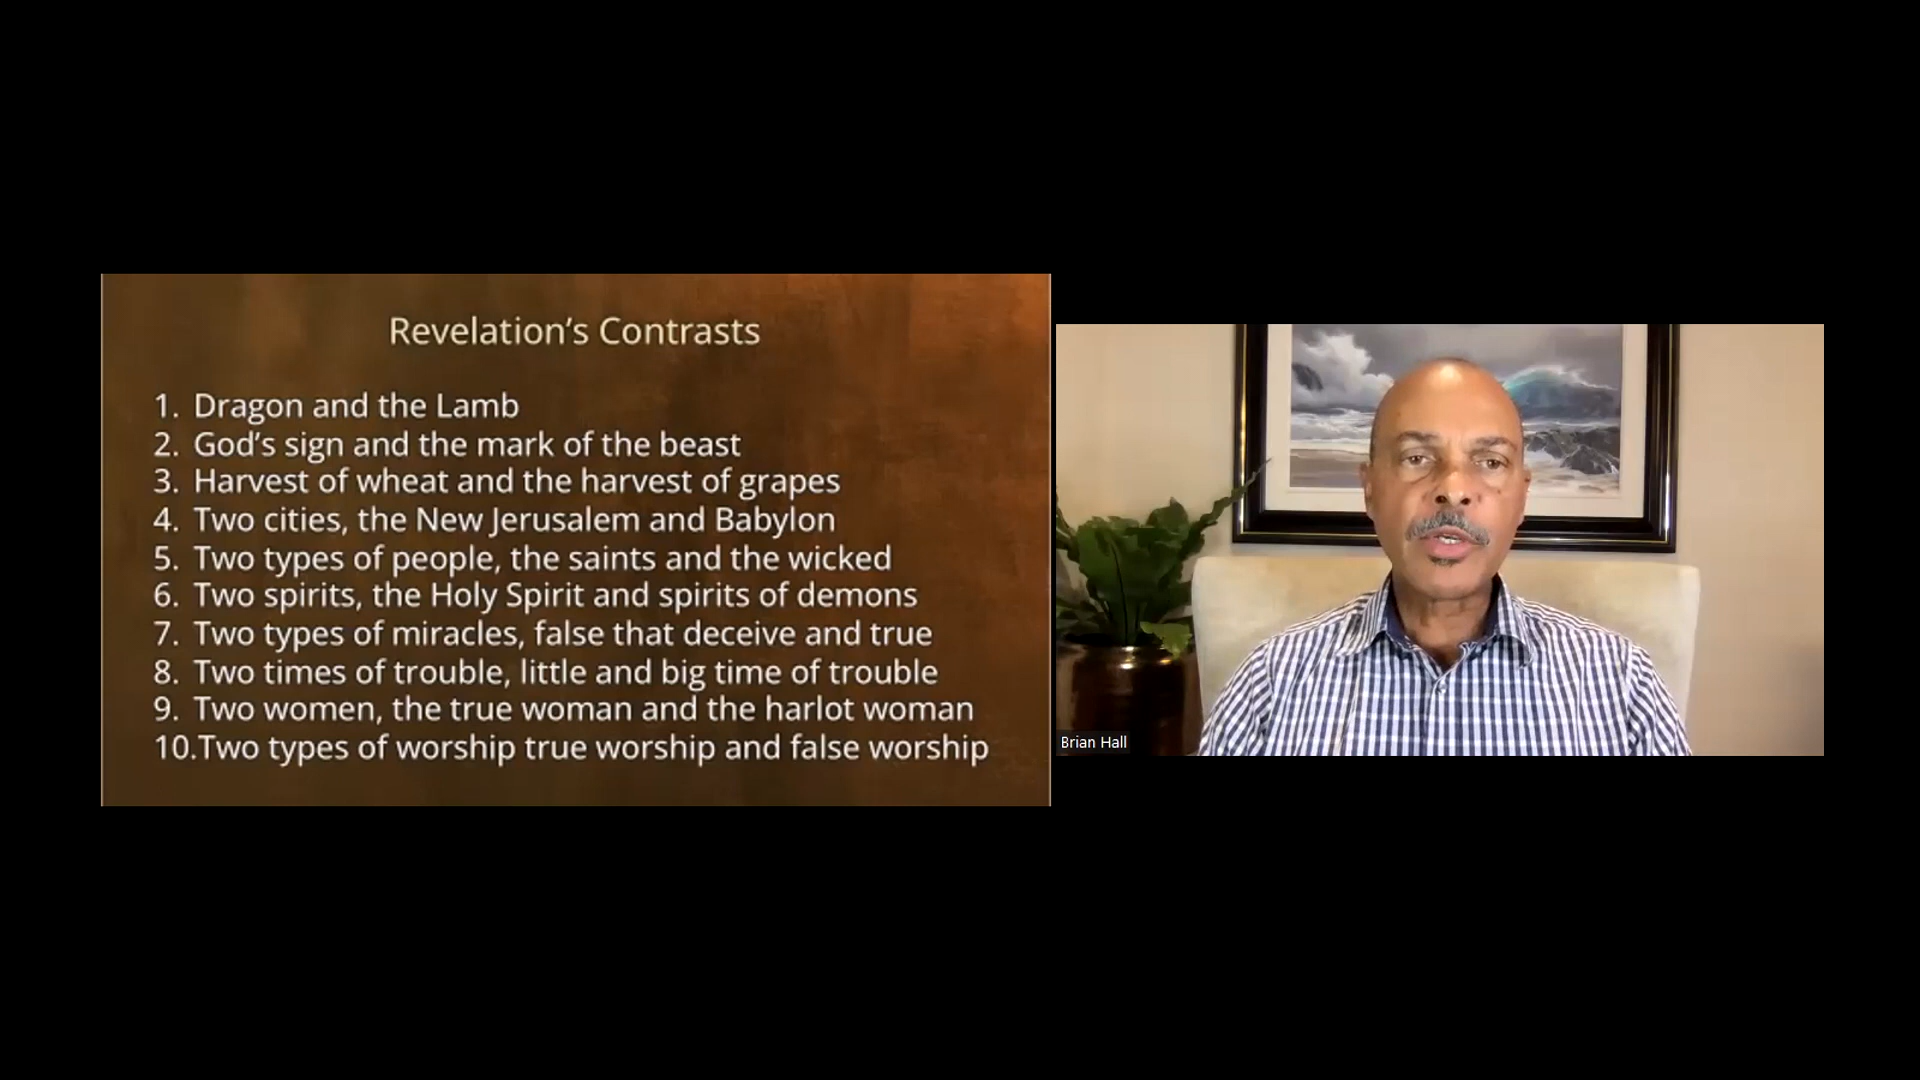 Revelation’s Contrasts
1. Dragon and the Lamb
2. God’s sign and the mark of the beast
3. Harvest of wheat and the harvest of grapes
4. Two cities, the New Jerusalem and Babylon
5. Two types of people, the saints and the wicked
6. Two spirits, the Holy Spirit and spirits of demons
7. Two types of miracles, false that deceive and true
8. Two times of trouble, little and big time of trouble
9. Two women, the true woman and the harlot woman
10.Two types of worship true worship and false worship
Brian Hall